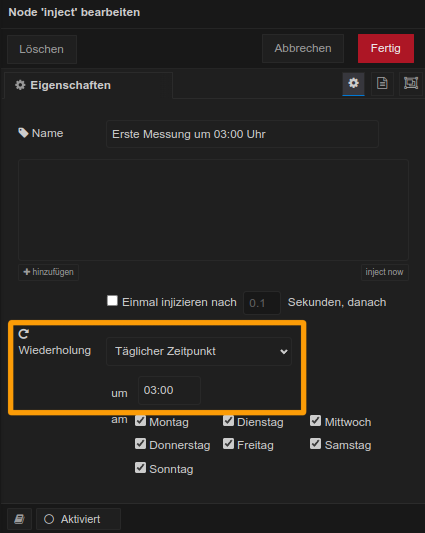 Node 'inject' bearbeiten
Löschen
Abbrechen
Fertig
Eigenschaften
Name
Erste Messung um 03:00 Uhr
hinzufügen
inject now
Einmal injizieren nach 0.1 Sekunden, danach
Wiederholung
Täglicher Zeitpunkt
um
03:00
am
Montag
Dienstag
Mittwoch
Donnerstag
Freitag
Samstag
Sonntag
Aktiviert